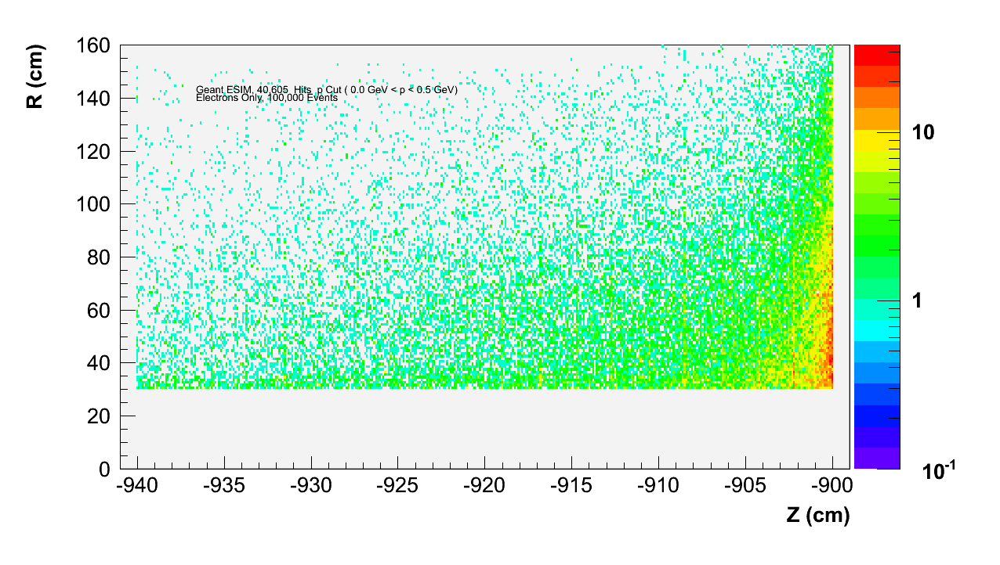 R (cm)
160
140
120
100
80
60
40
20
0
Geant ESIM, 40,605 Hits p Cut ( 0.0 GeV < p < 0.5 GeV)
Electrons Only, 100,000 Events
-940 -935 -930 -925 -920 -915 -910 -905 -900
Z (cm)
10
1
10-1